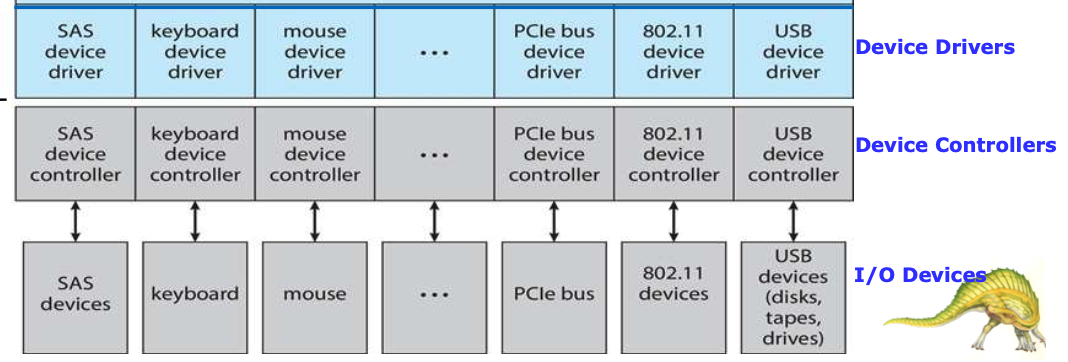 SAS
device
driver
keyboard
device
driver
mouse
device
driver
...
PCIe bus
device
driver
802.11
device
driver
USB
device
driver
Device Drivers
SAS
device
controller
keyboard
device
controller
mouse
device
controller
...
PCIe bus
device
controller
802.11
device
controller
USB
device
controller
Device Controllers
SAS
devices
keyboard
mouse
...
PCIe bus
802.11
devices
USB
devices
(disks,
tapes,
drives)
I/O Devices